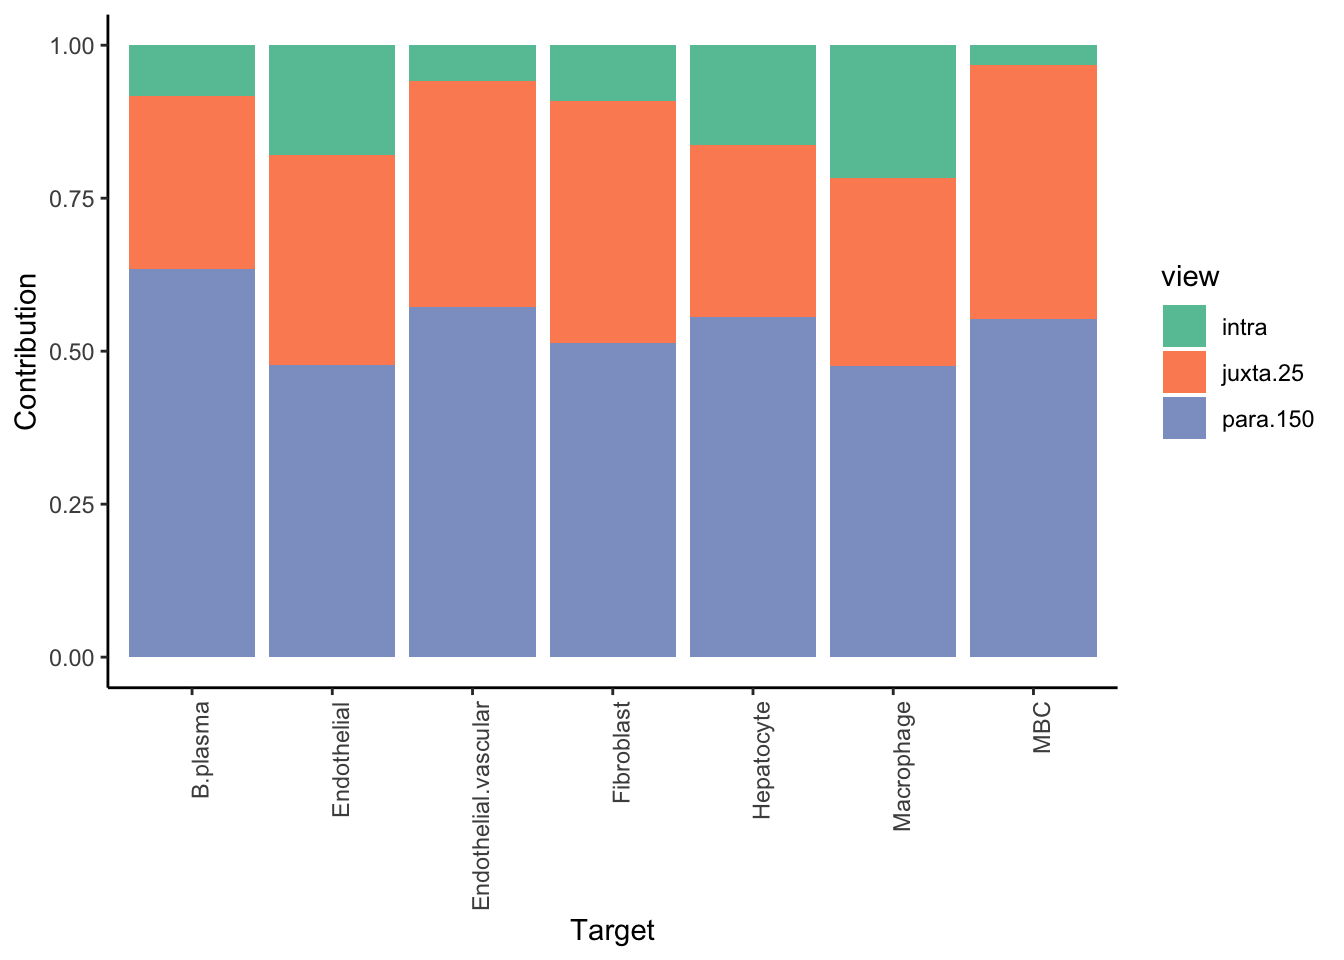 Contribution
1.00
0.75
0.50
0.25
0.00
B.plasma
Endothelial
Endothelial.vascular
Fibroblast
Hepatocyte
Macrophage
MBC
Target
view
intra
juxta.25
para.150